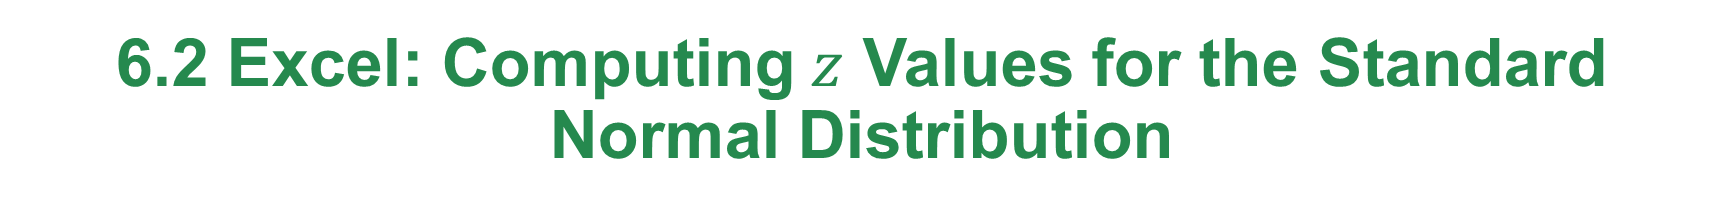 6.2 Excel: Computing z Values for the Standard
Normal Distribution